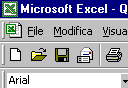 Microsoft Excel - Q
File Modifica Visua
Arial